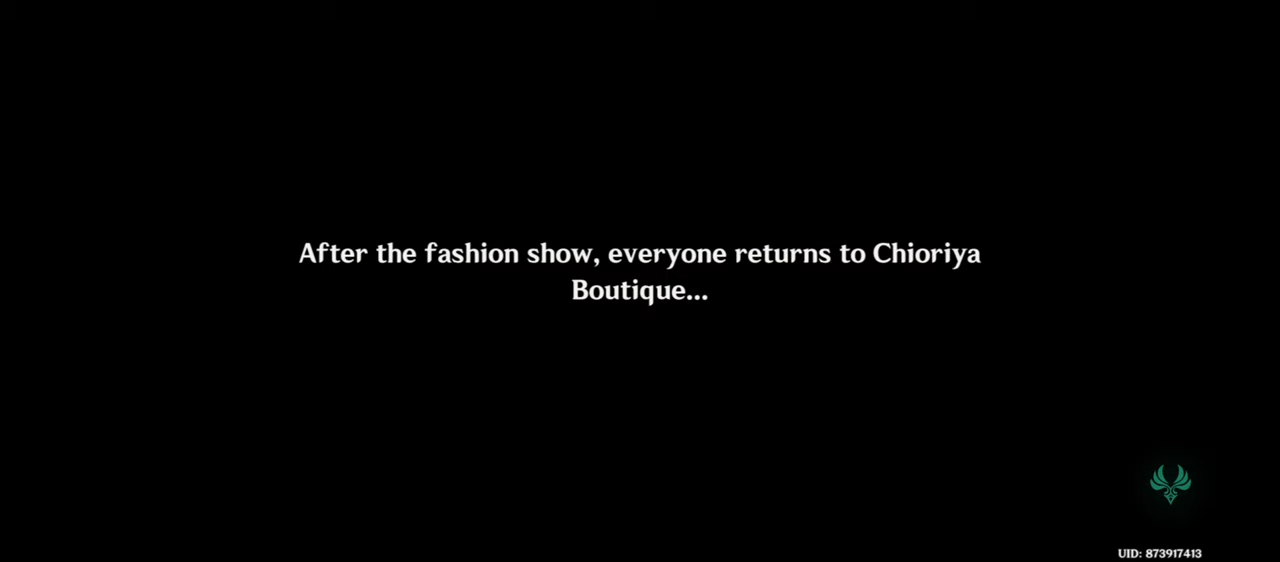 After the fashion show, everyone returns to Chioriya
Boutique...
UID: 873917413